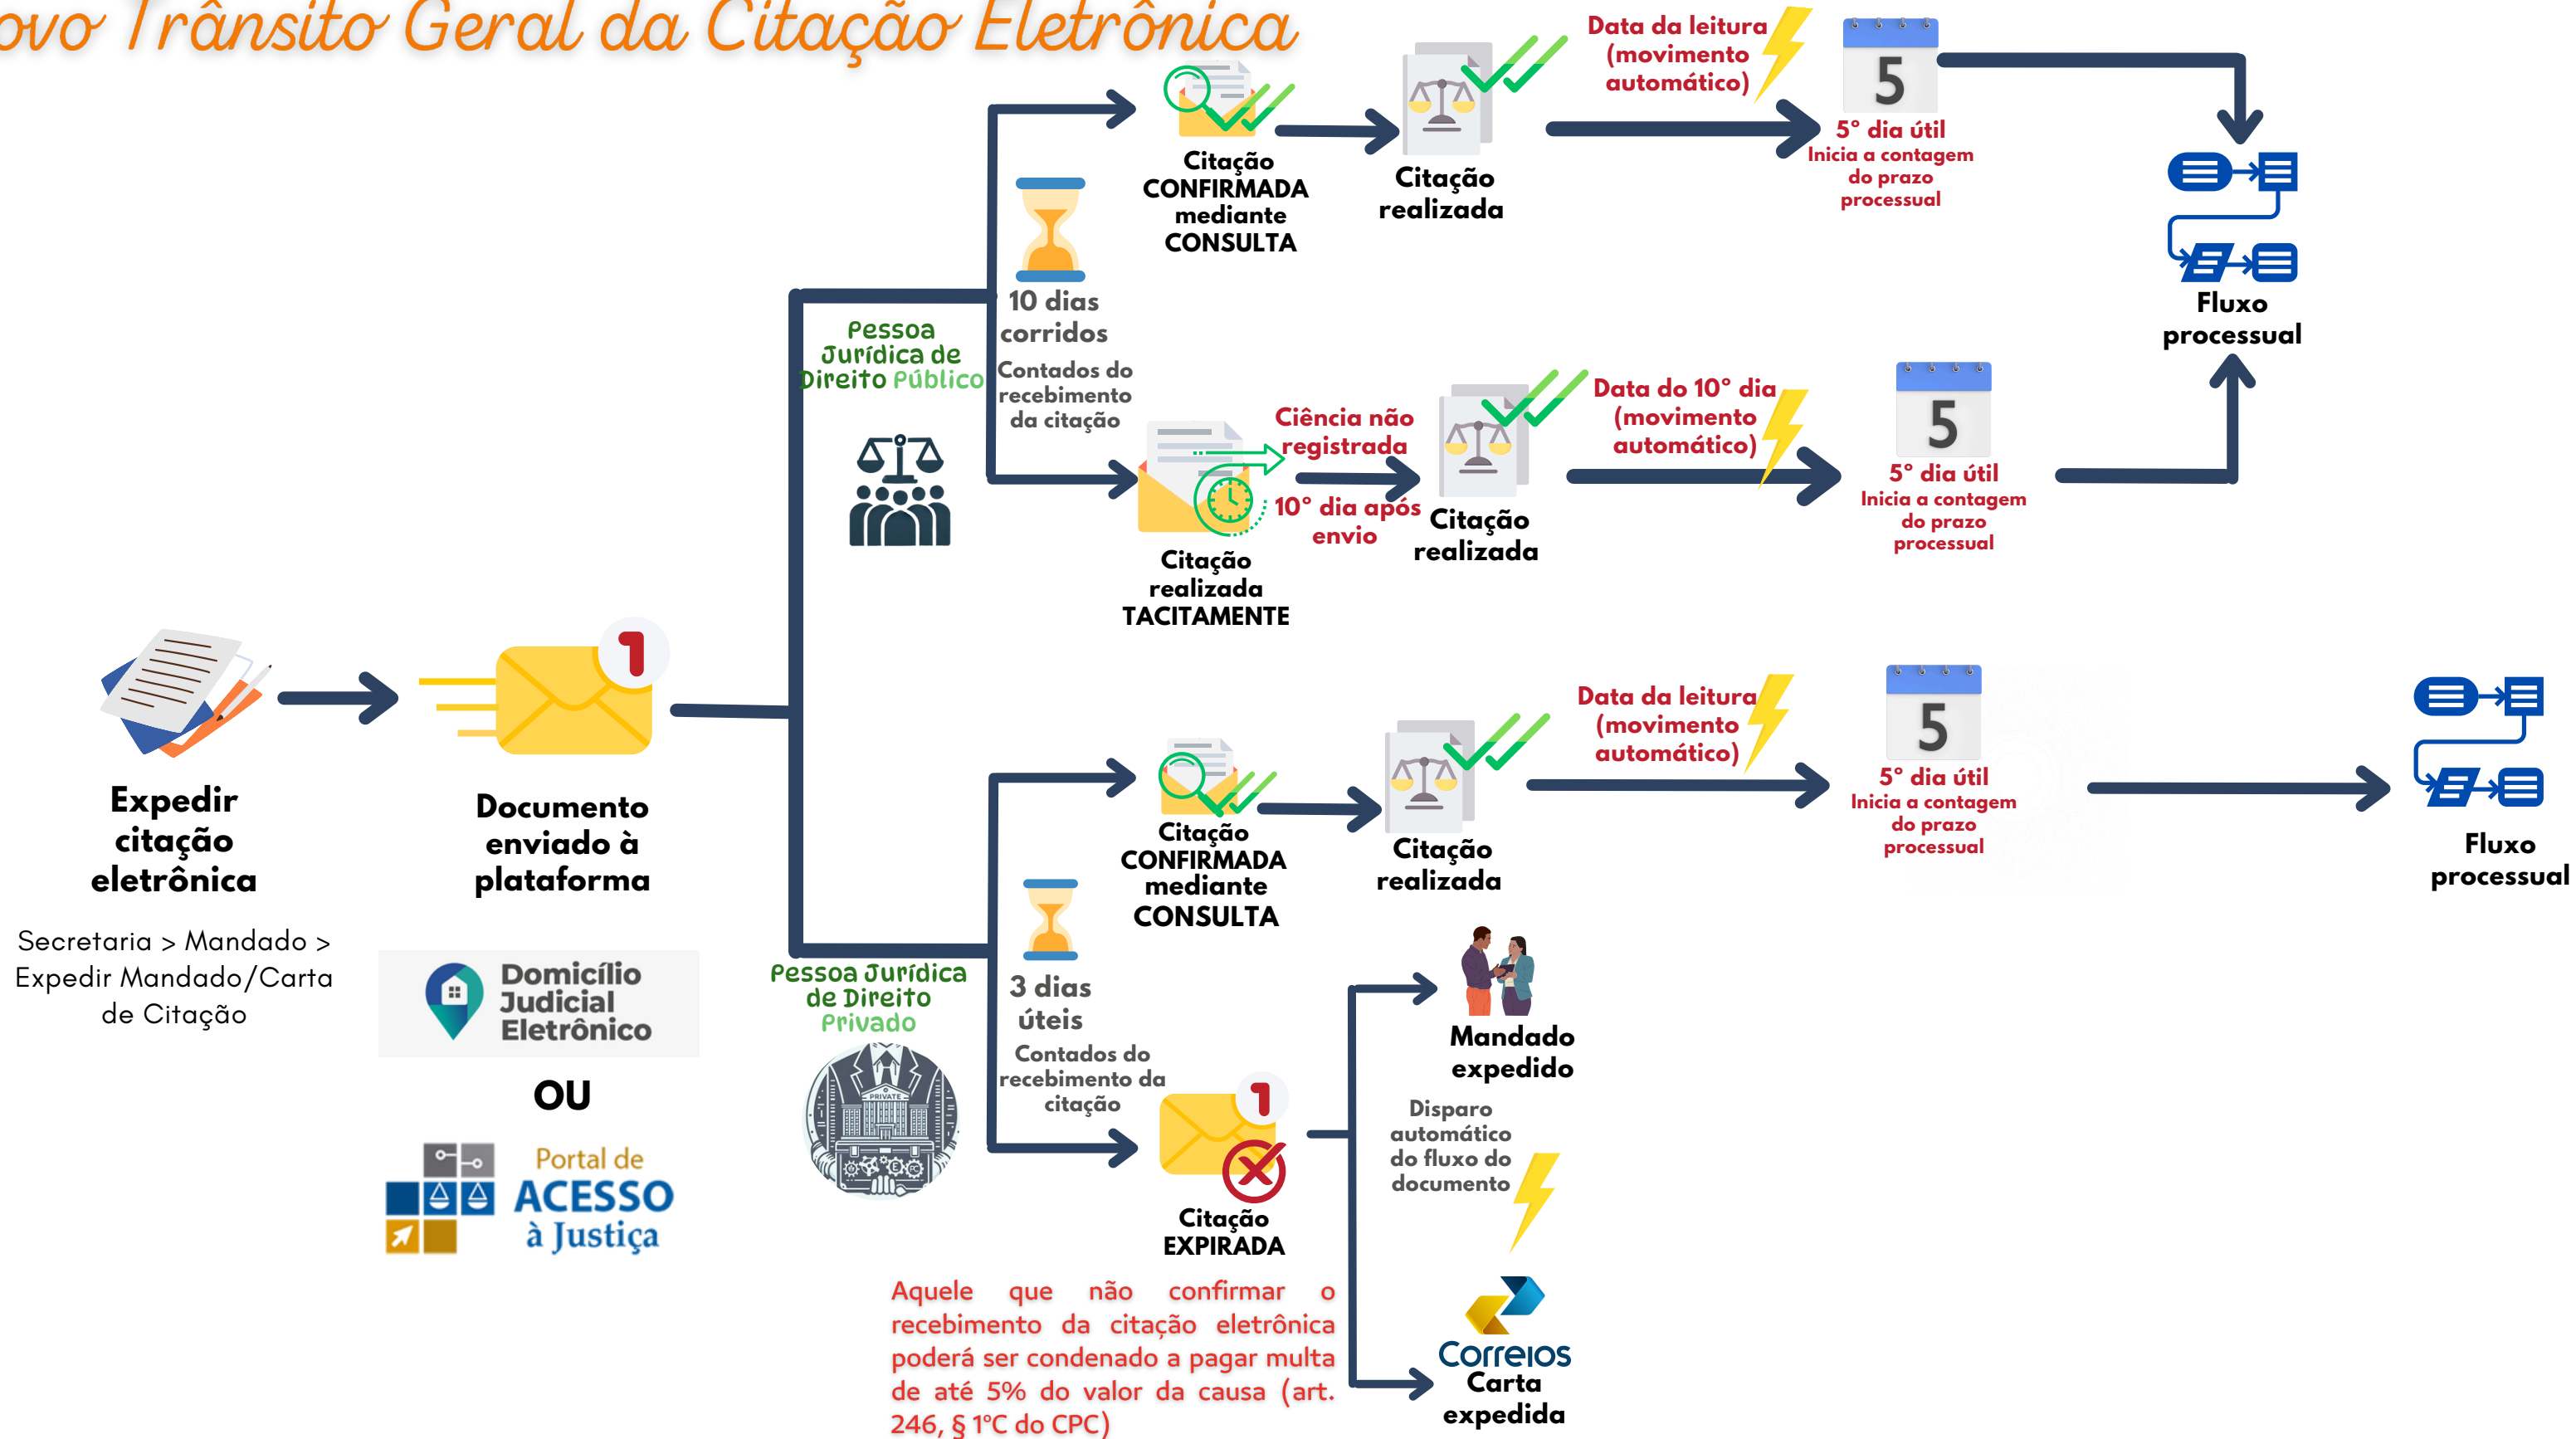 ovo Trânsito Geral da Citação Eletrônica
Expedir
citação
eletrônica
Secretaria > Mandado >
Expedir Mandado/Carta
de Citação
1
Documento
enviado à
plataforma
Domicílio
Judicial
Eletrônico
OU
Portal de
ACESSO
à Justiça
Pessoa
Jurídica de
Direito Público
10 dias
corridos
Contados do
recebimento
da citação
Citação
CONFIRMADA
mediante
CONSULTA
Citação
realizada
Data da leitura
(movimento
automático)
5
5º dia útil
Inicia a contagem
do prazo
processual
Fluxo
processual
Citação
realizada
TACITAMENTE
Ciência não
registrada
10º dia após
envio
Citação
realizada
Data do 10º dia
(movimento
automático)
5
5º dia útil
Inicia a contagem
do prazo
processual
Pessoa Jurídica
de Direito
Privado
PRIVATE
3 dias
úteis
Contados do
recebimento da
citação
Citação
CONFIRMADA
mediante
CONSULTA
Citação
realizada
Data da leitura
(movimento
automático)
5
5º dia útil
Inicia a contagem
do prazo
processual
Fluxo
processual
1
Citação
EXPIRADA
Aquele que não confirmar o
recebimento da citação eletrônica
poderá ser condenado a pagar multa
de até 5% do valor da causa (art.
246, § 1ºC do CPC)
Mandado
expedido
Disparo
automático
do fluxo do
documento
Correios
Carta
expedida